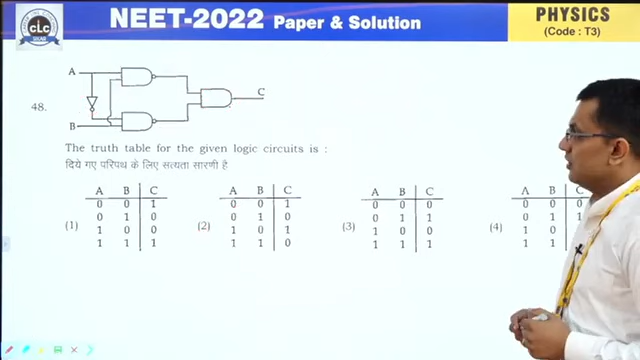 CLC
SIKAR
NEET-2022 Paper & Solution
PHYSICS
(Code : T3)
A
C
48.
B
The truth table for the given logic circuits is :
दिये गए परिपथ के लिए सत्यता सारणी है
(1)
A B C
0 0 1
0 1 0
1 0 0
1 1 1
(2)
A B C
0 0 1
0 1 0
1 0 1
1 1 0
(3)
A B C
0 0 0
0 1 1
1 0 0
1 1 1
(4)
A B
0 0 0
0 1 1
1 0
1 1